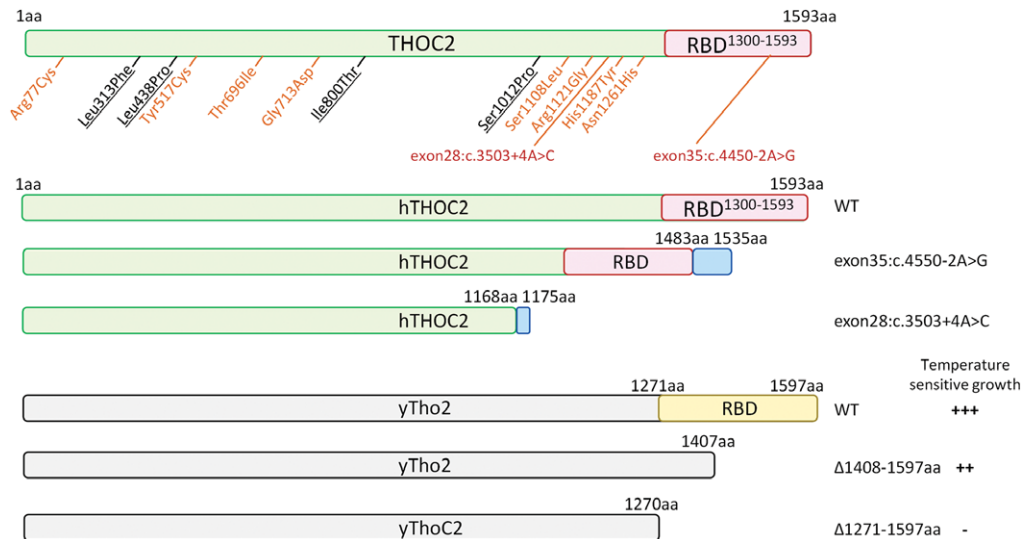 1aa 1593aa
THOC2 RBD1300-1593
Arg77Cys
Leu313Phe
Leu438Pro
Tyr517Cys
Thr696Ile
Gly713Asp
Ile800Thr
Ser1012Pro
Ser1108Leu
Arg1121Gly
His1187Tyr
Asn1261His
exon28:c.3503+4A>C exon35:c.4450-2A>G
1aa 1593aa
hTHOC2 RBD1300-1593 WT
1483aa 1535aa
hTHOC2 RBD exon35:c.4550-2A>G
1168aa 1175aa
hTHOC2 exon28:c.3503+4A>C
Temperature
sensitive growth
1271aa 1597aa
yTho2 RBD WT +++
1407aa
yTho2 Δ1408-1597aa ++
1270aa
yThoC2 Δ1271-1597aa -